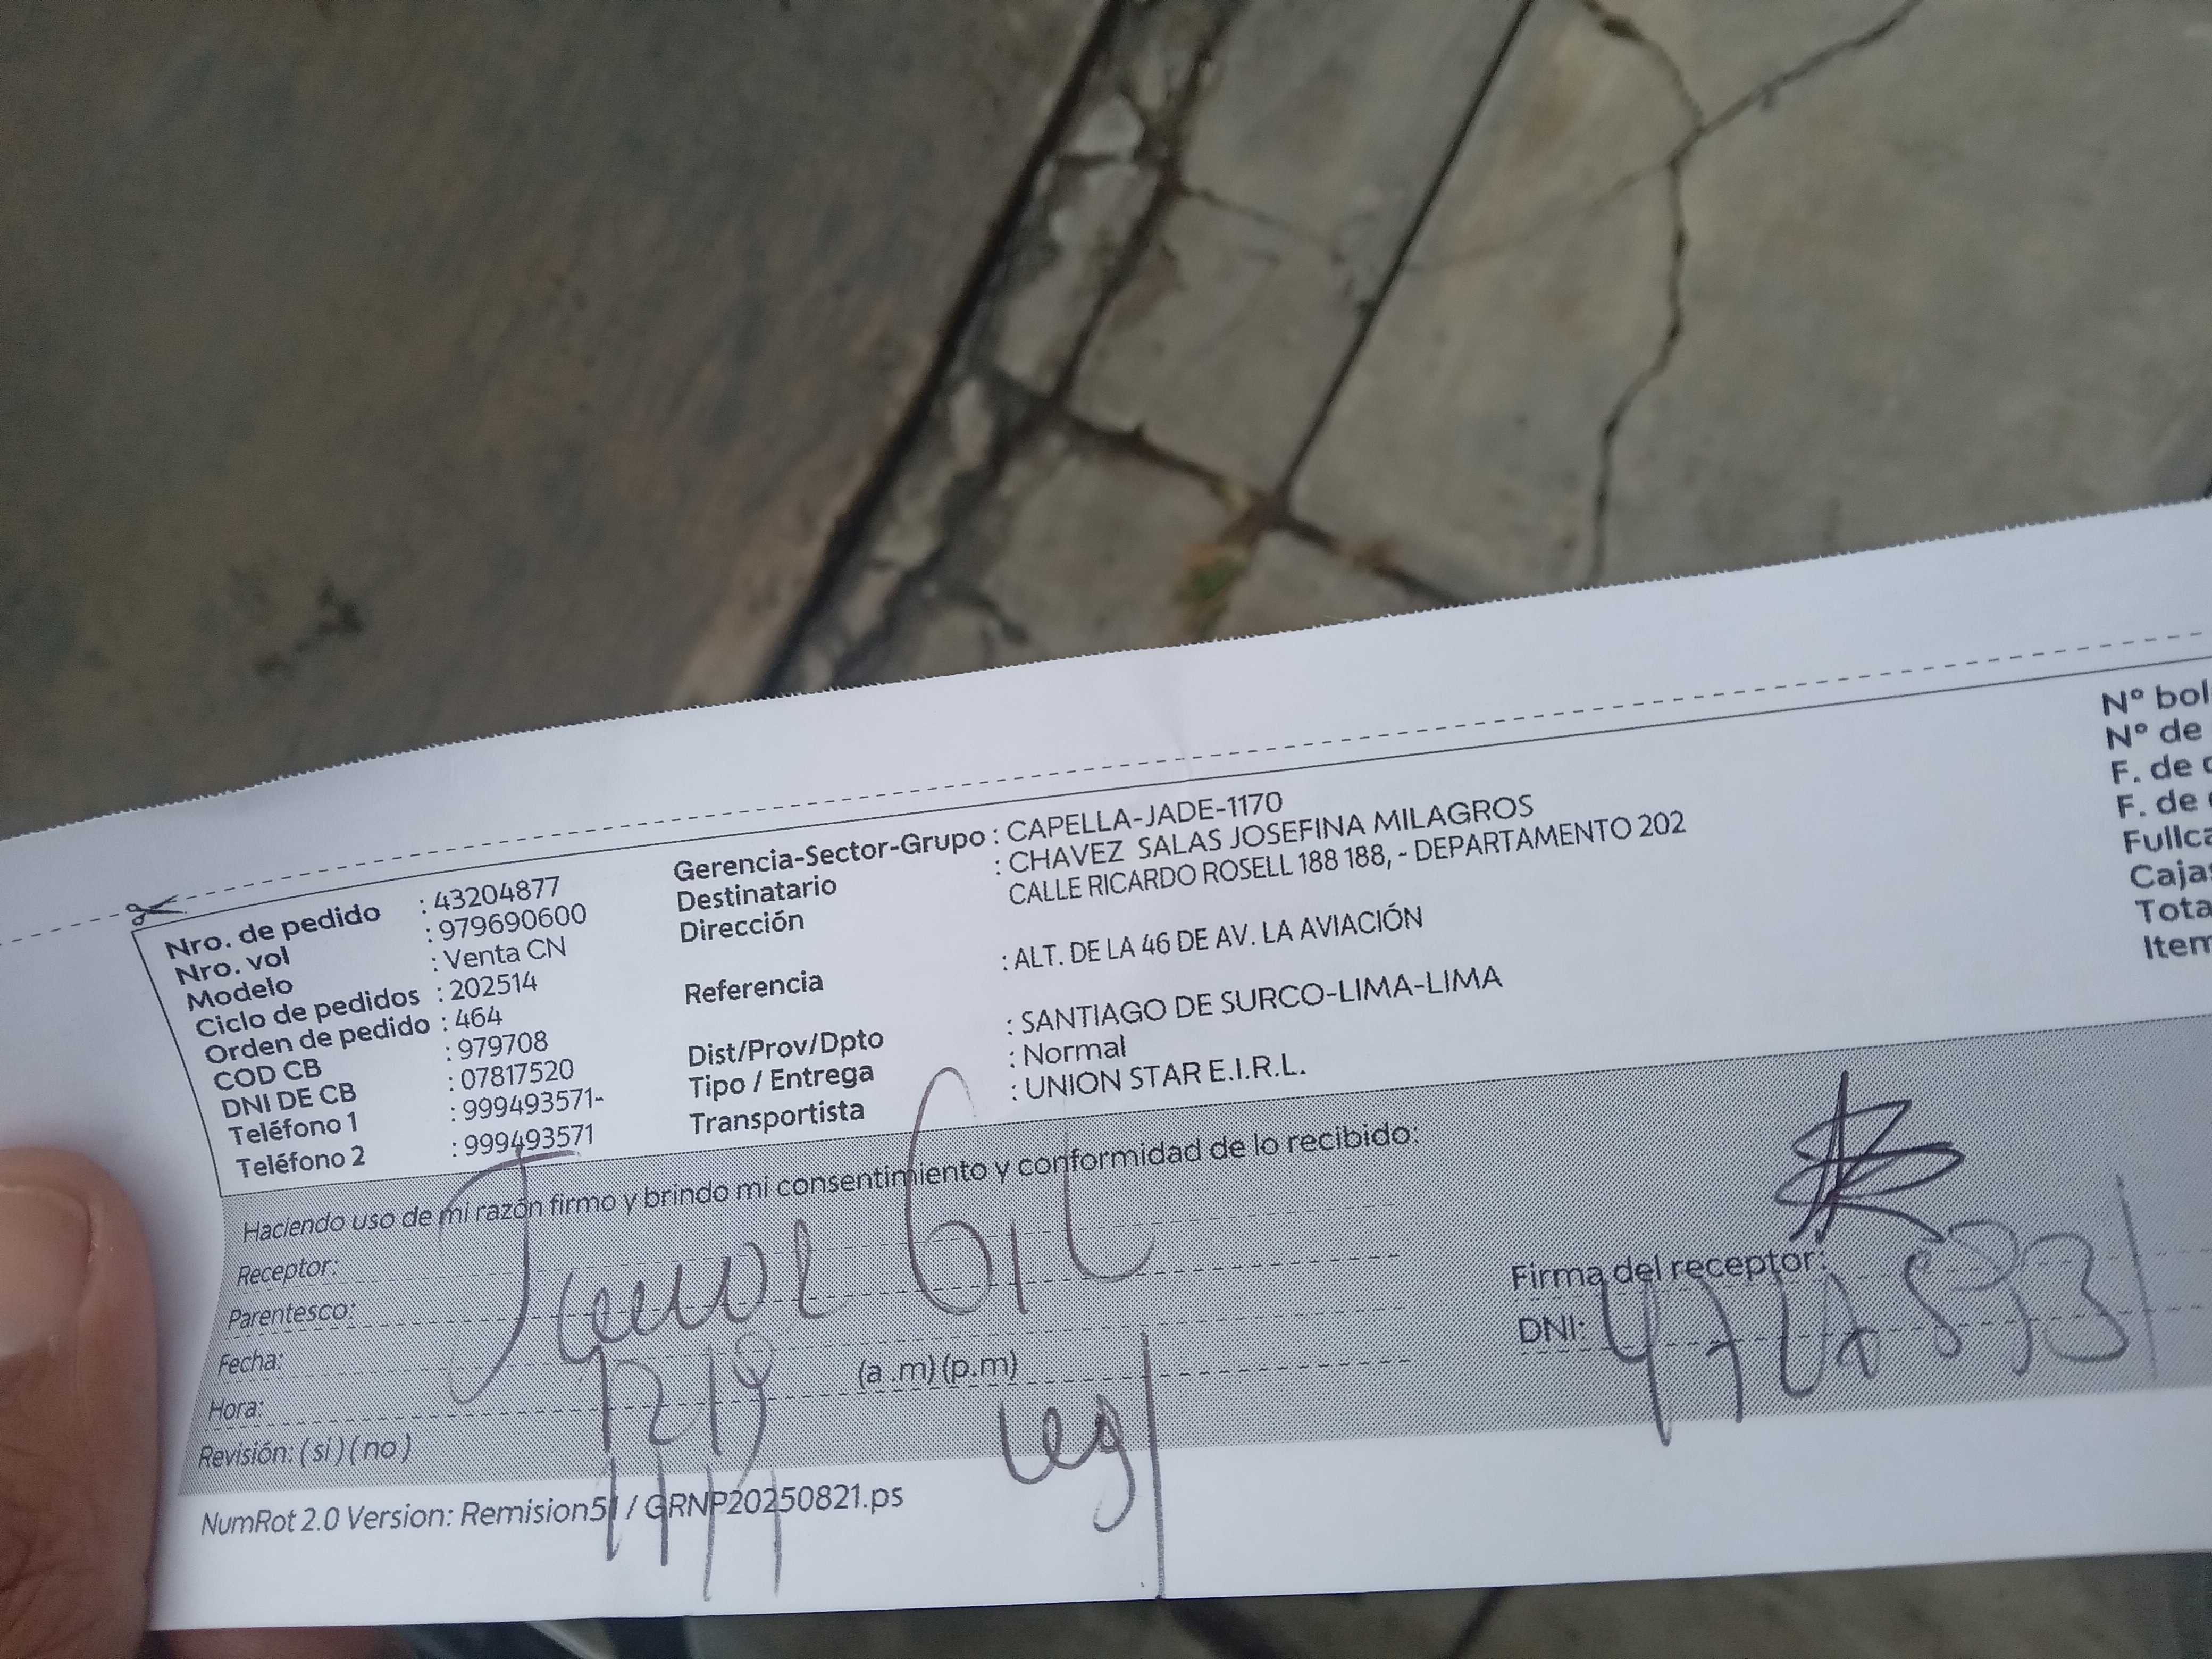 Nro. de pedido : 43204877
Nro. vol : 979690600
Modelo : Venta CN
Ciclo de pedidos : 202514
Orden de pedido : 464
COD CB : 979708
DNI DE CB : 07817520
Teléfono 1 : 999493571-
Teléfono 2 : 999493571
Gerencia-Sector-Grupo : CAPELLA-JADE-1170
Destinatario : CHAVEZ SALAS JOSEFINA MILAGROS
Dirección CALLE RICARDO ROSELL 188 188, - DEPARTAMENTO 202
Referencia : ALT. DE LA 46 DE AV. LA AVIACIÓN
Dist/Prov/Dpto : SANTIAGO DE SURCO-LIMA-LIMA
Tipo / Entrega : Normal
Transportista : UNION STAR E.I.R.L.
N° bol
N° de
F. de
F. de
Fullca
Cajas
Tota
Item
Haciendo uso de mi razón firmo y brindo mi consentimiento y conformidad de lo recibido:
Receptor:
Parentesco: Gil
Fecha: 12/9
Hora: (a .m) (p.m)
Revisión: ( si ) ( no )
Firma del receptor:
DNI:
NumRot 2.0 Version: Remision51 / GRNP20250821.ps